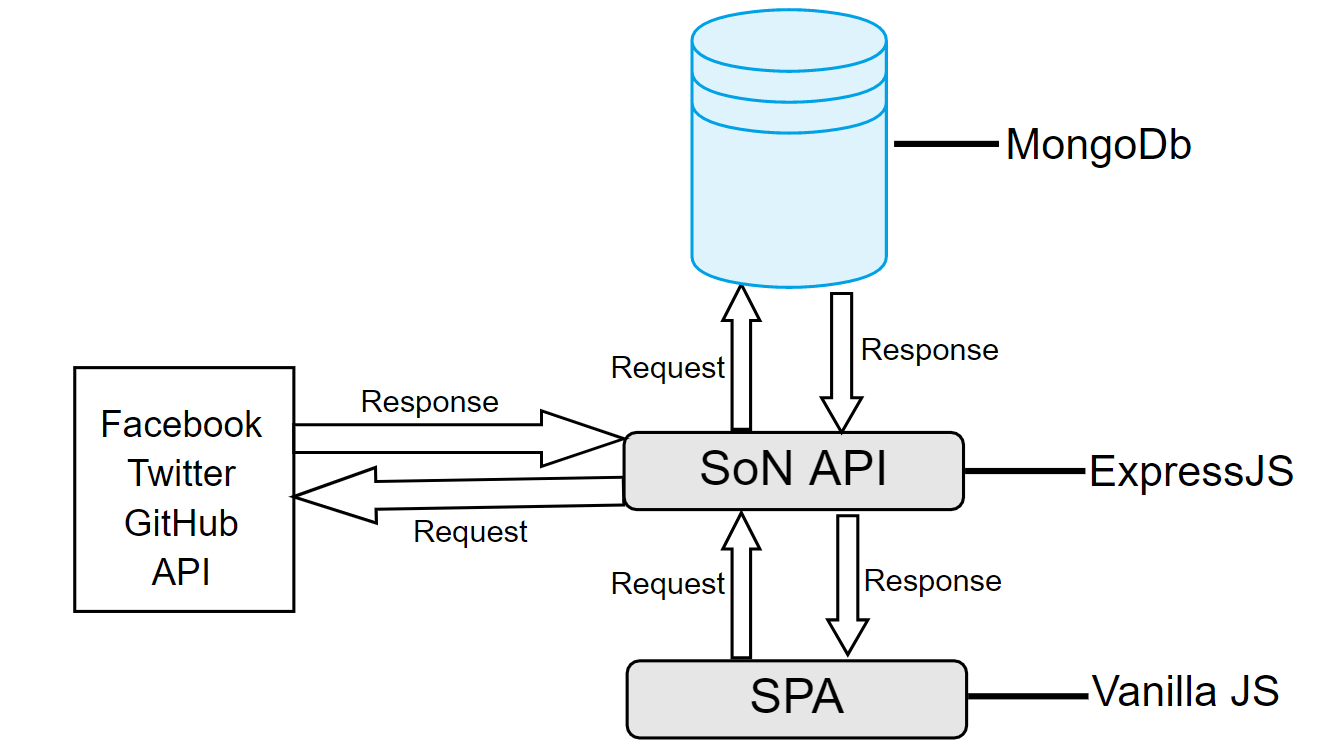 MongoDb
Request
Response
Facebook
Twitter
GitHub
API
Response
Request
SoN API
ExpressJS
Request
Response
SPA
Vanilla JS